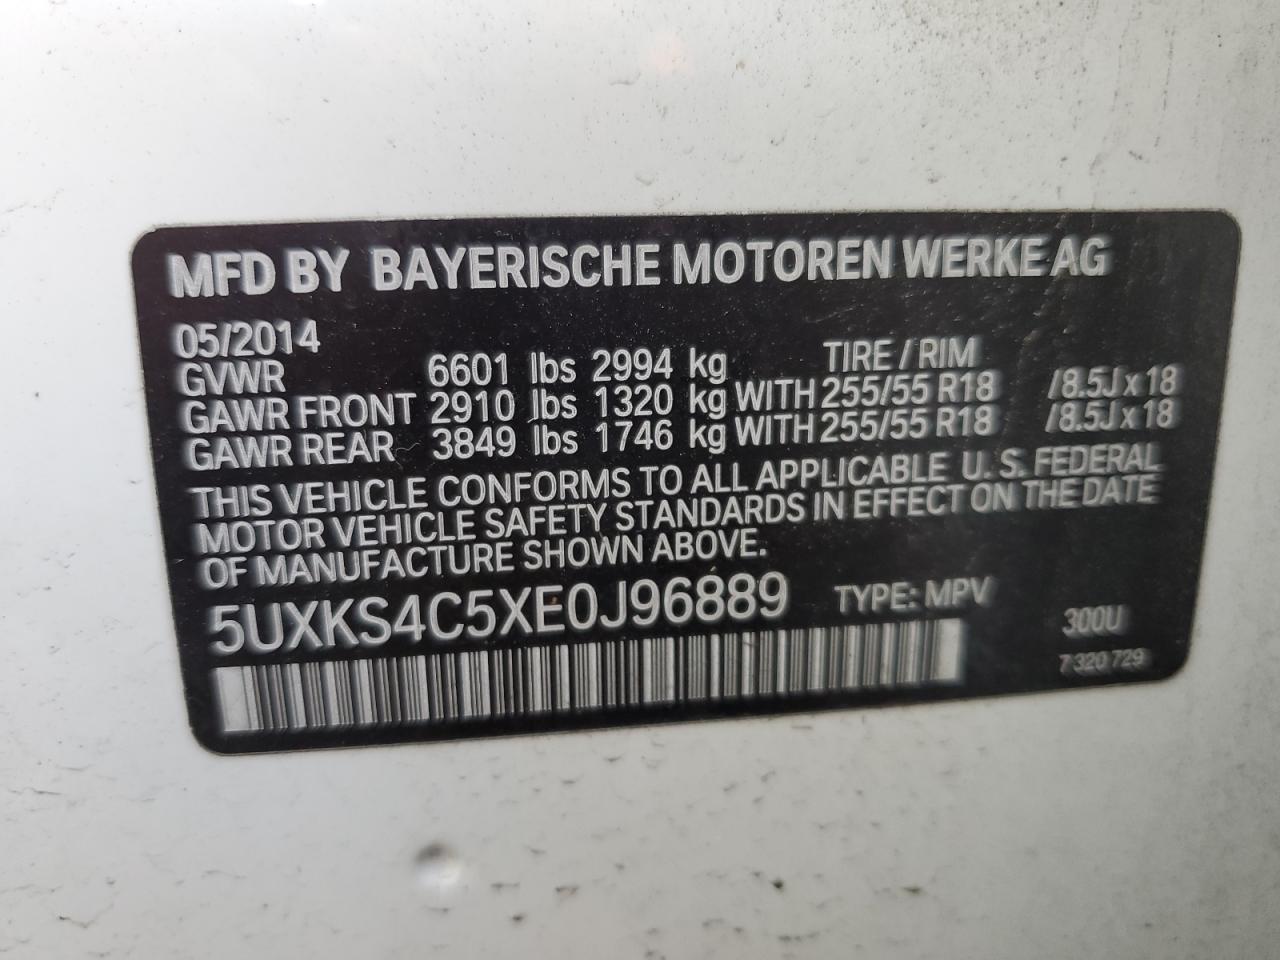 MFD BY BAYERISCHE MOTOREN WERKE AG
05/2014
TIRE / RIM
GVWR 6601 lbs 2994 kg
GAWR FRONT 2910 lbs 1320 kg WITH 255/55 R18 /8.5J x 18
GAWR REAR 3849 lbs 1746 kg WITH 255/55 R18 /8.5J x 18
THIS VEHICLE CONFORMS TO ALL APPLICABLE U. S. FEDERAL
MOTOR VEHICLE SAFETY STANDARDS IN EFFECT ON THE DATE
OF MANUFACTURE SHOWN ABOVE.
5UXKS4C5XE0J96889 TYPE: MPV
300U
7 320 729